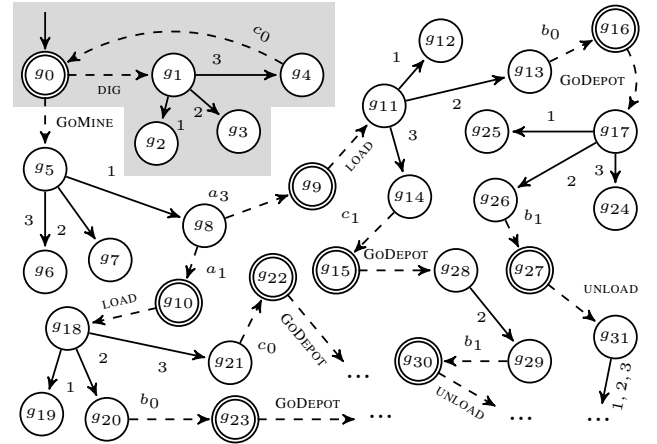 g0
DIG
g1
3
g4
c0
1
2
g2
g3
GOMINE
g5
1
3
2
g6
g7
g8
a3
g9
LOAD
g11
1
g12
2
g13
b0
g16
GODEPOT
g17
1
g25
2
g26
3
g24
3
g14
c1
g15
GODEPOT
g28
b1
g27
UNLOAD
g31
1, 2, 3
...
a1
g10
LOAD
g18
1
g19
2
g20
3
g21
c0
g22
GODEPOT
...
b0
g23
GODEPOT
...
2
g29
b1
g30
UNLOAD
...